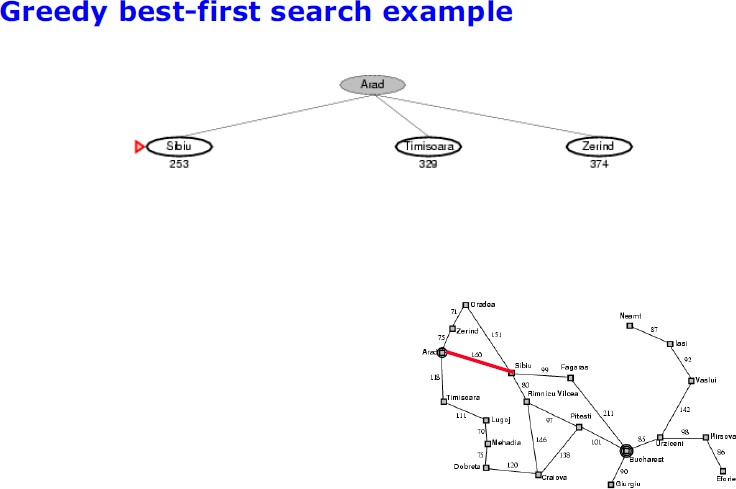 Greedy best-first search example
Arad
Sibiu
Timisoara
Zerind
253
329
374
Oradea
Neamt
71
87
Zerind
151
Iasi
75
Arad
140
92
Sibiu
Fagaras
99
118
Vaslui
80
Timisoara
Rimnicu Vilcea
111
211
142
Lugoj
97
Pitesti
70
98
Hirsova
146
85
Urziceni
Mehadia
101
86
75
138
Bucharest
Dobreta
120
90
Craiova
Eforie
Giurgiu